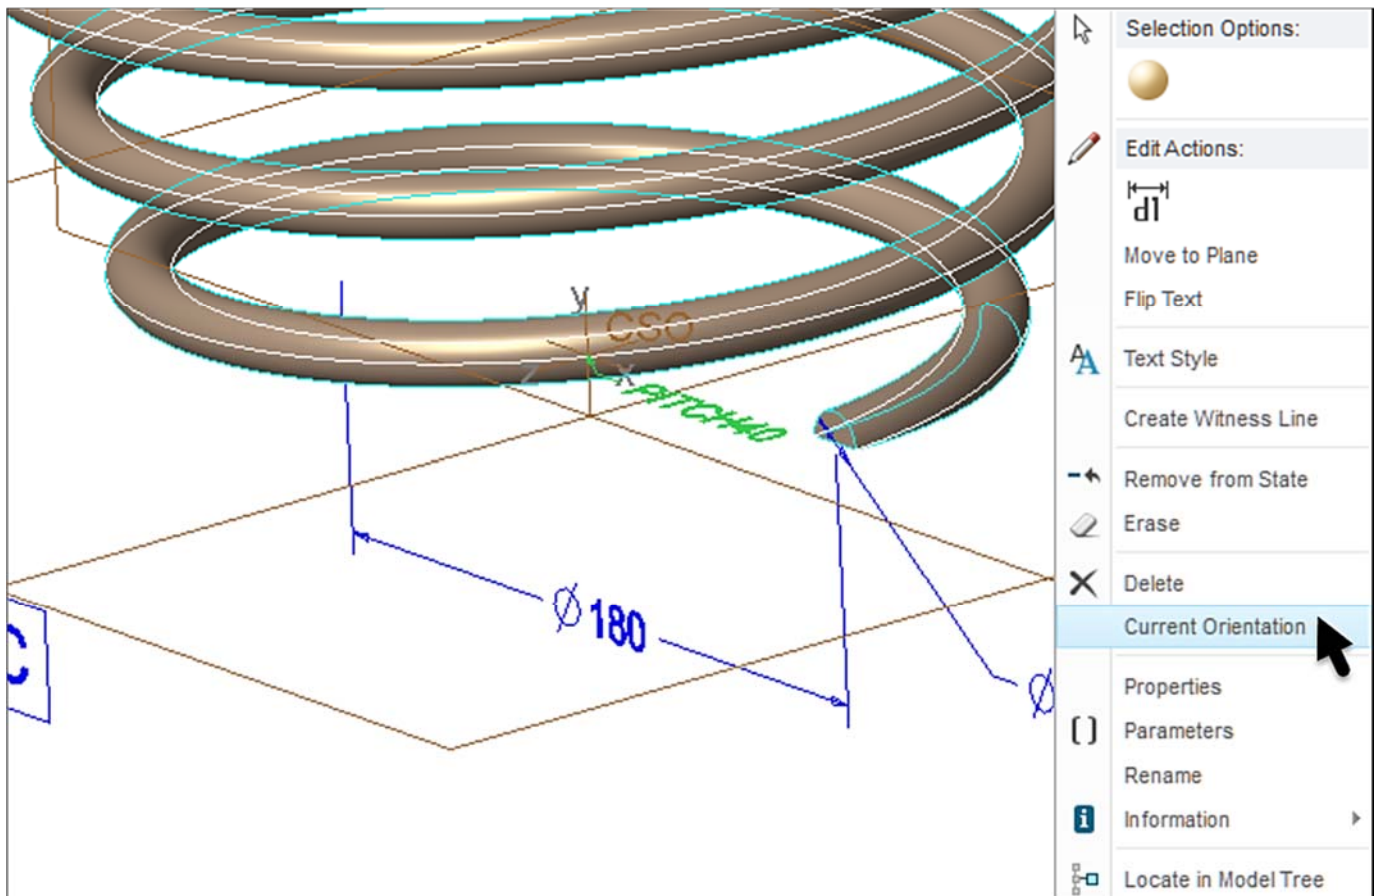 Selection Options:
Edit Actions:
d1
Move to Plane
Flip Text
Text Style
Create Witness Line
Remove from State
Erase
Delete
Current Orientation
Properties
Parameters
Rename
Information
Locate in Model Tree
y
CSO
z
x
PITCH40
Ø180
Ø
C